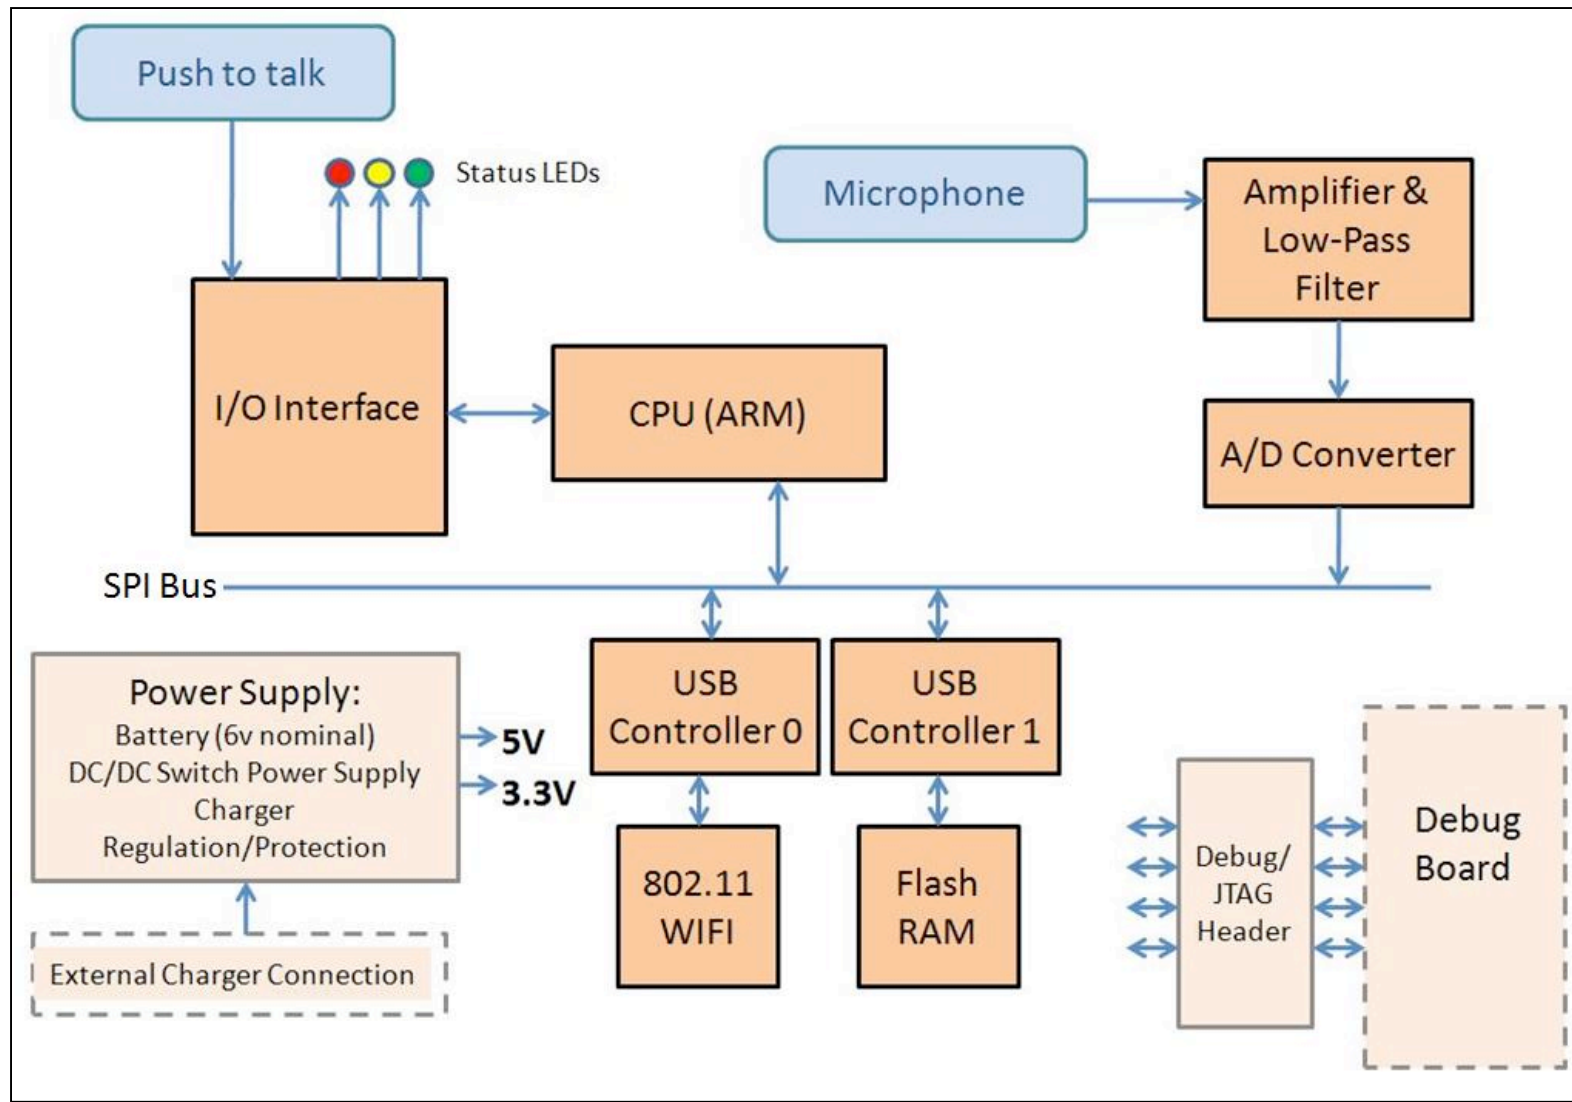 Push to talk
Status LEDs
Microphone
Amplifier &
Low-Pass
Filter
I/O Interface
CPU (ARM)
A/D Converter
SPI Bus
Power Supply:
Battery (6v nominal)
DC/DC Switch Power Supply
Charger
Regulation/Protection
5V
3.3V
USB
Controller 0
USB
Controller 1
802.11
WIFI
Flash
RAM
Debug/
JTAG
Header
Debug
Board
External Charger Connection